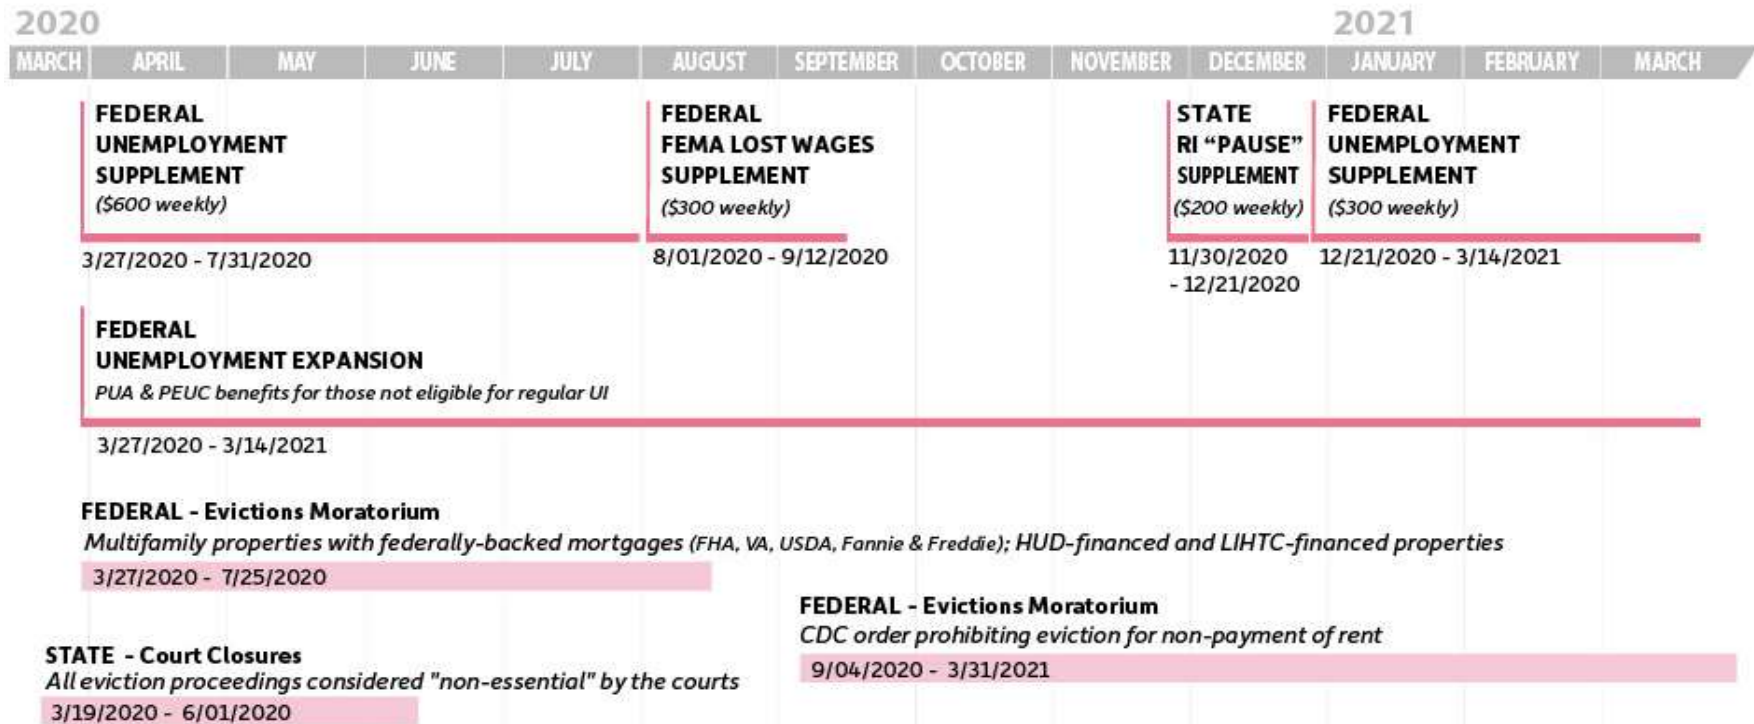 2020
2021
MARCH APRIL MAY JUNE JULY AUGUST SEPTEMBER OCTOBER NOVEMBER DECEMBER JANUARY FEBRUARY MARCH
FEDERAL
UNEMPLOYMENT
SUPPLEMENT
($600 weekly)
3/27/2020 - 7/31/2020
FEDERAL
FEMA LOST WAGES
SUPPLEMENT
($300 weekly)
8/01/2020 - 9/12/2020
STATE
RI “PAUSE”
SUPPLEMENT
($200 weekly)
11/30/2020
- 12/21/2020
FEDERAL
UNEMPLOYMENT
SUPPLEMENT
($300 weekly)
12/21/2020 - 3/14/2021
FEDERAL
UNEMPLOYMENT EXPANSION
PUA & PEUC benefits for those not eligible for regular UI
3/27/2020 - 3/14/2021
FEDERAL - Evictions Moratorium
Multifamily properties with federally-backed mortgages (FHA, VA, USDA, Fannie & Freddie); HUD-financed and LIHTC-financed properties
3/27/2020 - 7/25/2020
FEDERAL - Evictions Moratorium
CDC order prohibiting eviction for non-payment of rent
9/04/2020 - 3/31/2021
STATE - Court Closures
All eviction proceedings considered "non-essential" by the courts
3/19/2020 - 6/01/2020